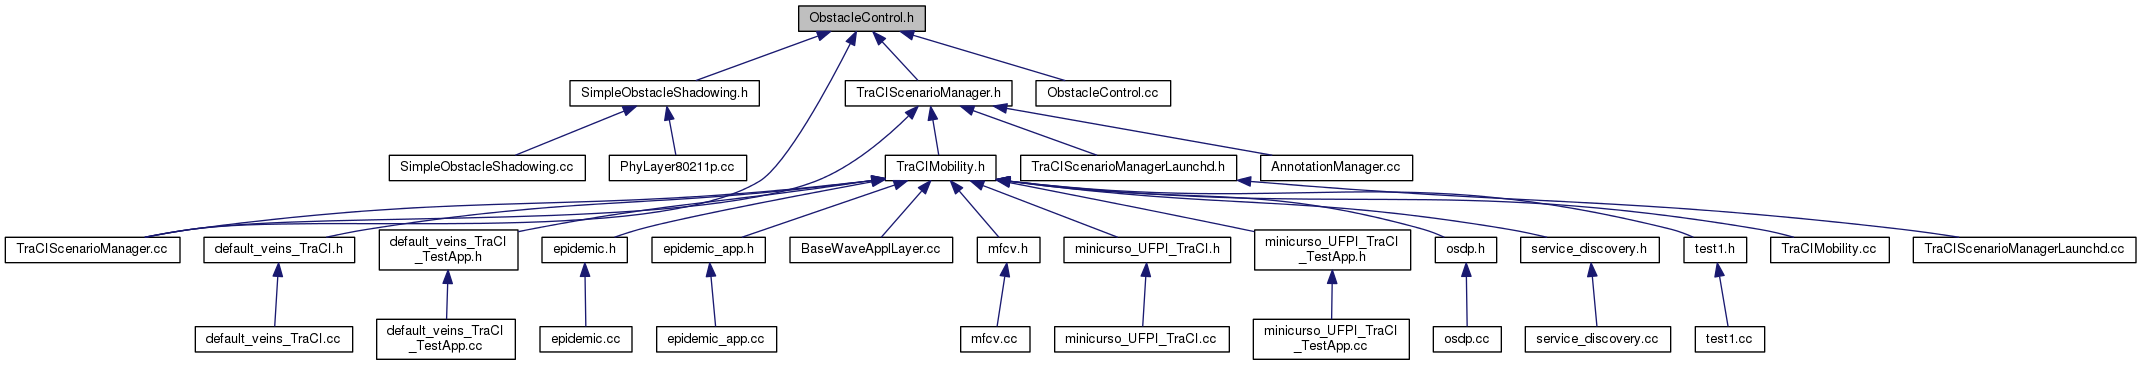 ObstacleControl.h
SimpleObstacleShadowing.h
TraCIScenarioManager.h
ObstacleControl.cc
SimpleObstacleShadowing.cc
PhyLayer80211p.cc
TraCIMobility.h
TraCIScenarioManagerLaunchd.h
AnnotationManager.cc
TraCIScenarioManager.cc
default_veins_TraCI.h
default_veins_TraCI
_TestApp.h
epidemic.h
epidemic_app.h
BaseWaveApplLayer.cc
mfcv.h
minicurso_UFPI_TraCI.h
minicurso_UFPI_TraCI
_TestApp.h
osdp.h
service_discovery.h
test1.h
TraCIMobility.cc
TraCIScenarioManagerLaunchd.cc
default_veins_TraCI.cc
default_veins_TraCI
_TestApp.cc
epidemic.cc
epidemic_app.cc
mfcv.cc
minicurso_UFPI_TraCI.cc
minicurso_UFPI_TraCI
_TestApp.cc
osdp.cc
service_discovery.cc
test1.cc